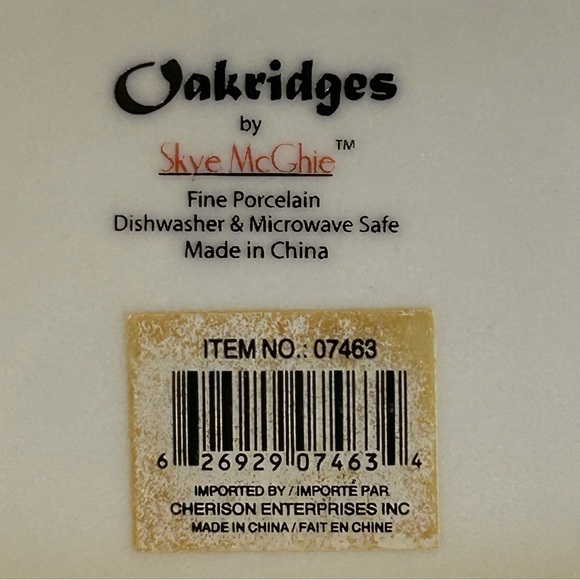 Oakridges
by
Skye McGhie™
Fine Porcelain
Dishwasher & Microwave Safe
Made in China
ITEM NO.: 07463
6 26929 07463 4
IMPORTED BY / IMPORTÉ PAR
CHERISON ENTERPRISES INC
MADE IN CHINA / FAIT EN CHINE